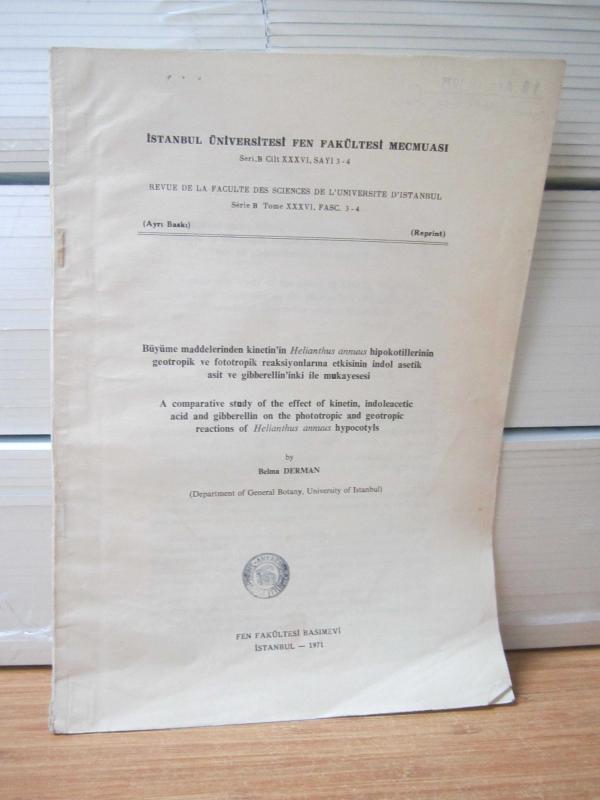 İSTANBUL ÜNİVERSİTESİ FEN FAKÜLTESİ MECMUASI
Seri.B Cilt XXXVI, SAYI 3-4
REVUE DE LA FACULTE DES SCIENCES DE L'UNIVERSITE D'ISTANBUL
Série B Tome XXXVI, FASC. 3-4
(Ayrı Baskı)
(Reprint)
Büyüme maddelerinden kinetin'in Helianthus annuus hipokotillerinin
geotropik ve fototropik reaksiyonlarına etkisinin indol asetik
asit ve gibberellin'inki ile mukayesesi
A comparative study of the effect of kinetin, indoleacetic
acid and gibberellin on the phototropic and geotropic
reactions of Helianthus annuus hypocotyls
by
Belma DERMAN
(Department of General Botany, University of Istanbul)
FEN FAKÜLTESİ BASIMEVİ
İSTANBUL — 1971